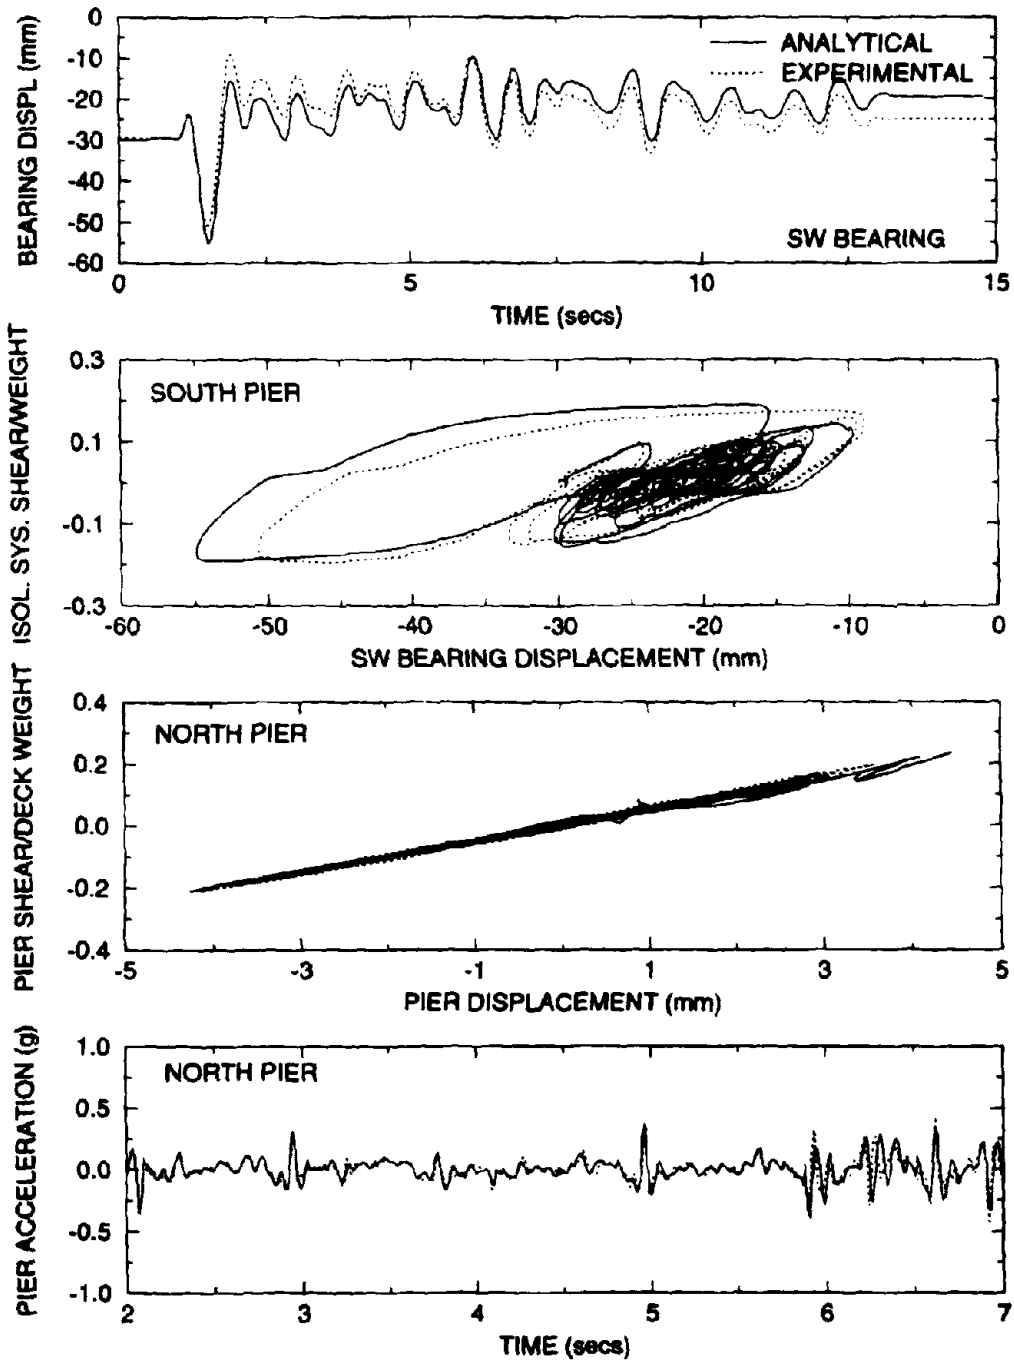 BEARING DISPL (mm)
0
-10
-20
-30
-40
-50
-60
ANALYTICAL
EXPERIMENTAL
SW BEARING
0 5 10 15
TIME (secs)
ISOL. SYS. SHEAR/WEIGHT
0.3
0.1
-0.1
-0.3
SOUTH PIER
-60 -50 -40 -30 -20 -10 0
SW BEARING DISPLACEMENT (mm)
PIER SHEAR/DECK WEIGHT
0.4
0.2
0.0
-0.2
-0.4
NORTH PIER
-5 -3 -1 1 3 5
PIER DISPLACEMENT (mm)
PIER ACCELERATION (g)
1.0
0.5
0.0
-0.5
-1.0
NORTH PIER
2 3 4 5 6 7
TIME (secs)